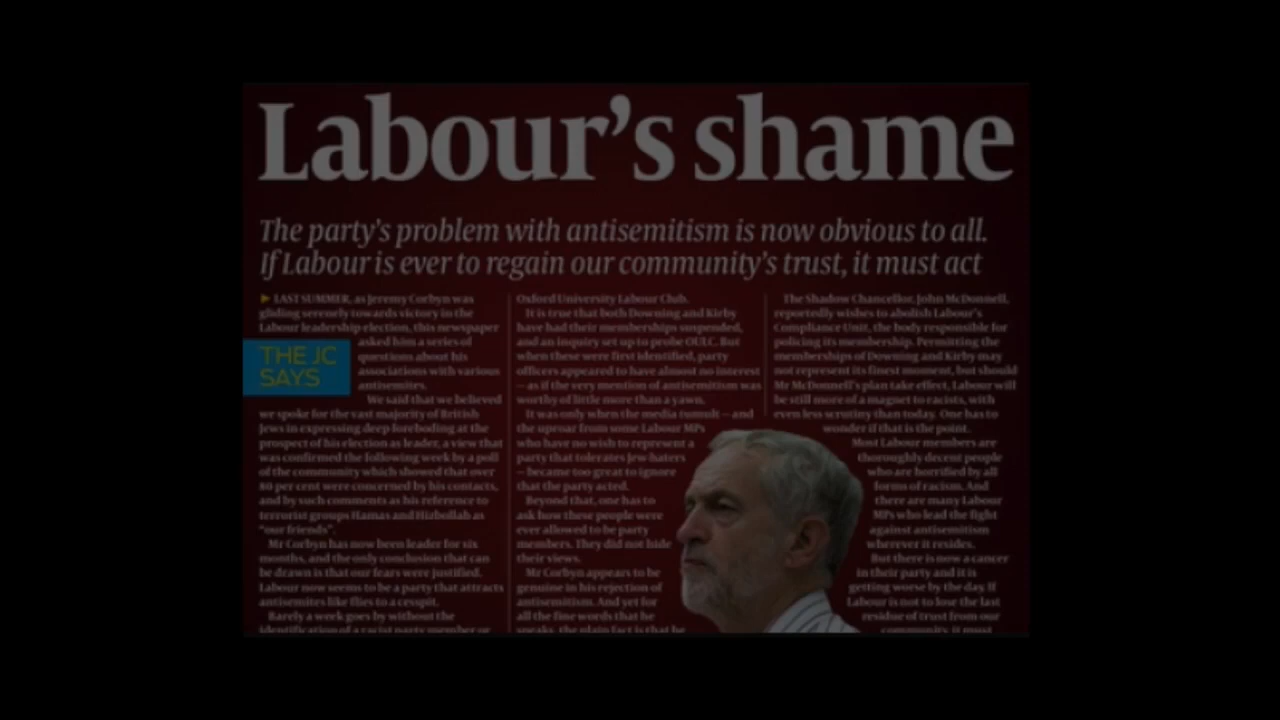 Labour's shame
The party's problem with antisemitism is now obvious to all.
If Labour is ever to regain our community's trust, it must act
► LAST SUMMER, as Jeremy Corbyn was
gliding serenely towards victory in the
Labour leadership election, this newspaper
asked him a series of
questions about his
associations with various
antisemites.
THE JC
SAYS
We said that we believed
we spoke for the vast majority of British
Jews in expressing deep foreboding at the
prospect of his election as leader, a view that
was confirmed the following week by a poll
of the community which showed that over
80 per cent were concerned by his contacts,
and by such comments as his reference to
terrorist groups Hamas and Hizbollah as
"our friends".
Mr Corbyn has now been leader for six
months, and the only conclusion that can
be drawn is that our fears were justified.
Labour now seems to be a party that attracts
antisemites like flies to a cesspit.
Rarely a week goes by without the
identification of a racist party member or
Oxford University Labour Club.
It is true that both Downing and Kirby
have had their memberships suspended,
and an inquiry set up to probe OULC. But
when these were first identified, party
officers appeared to have almost no interest
— as if the very mention of antisemitism was
worthy of little more than a yawn.
It was only when the media tumult — and
the uproar from some Labour MPs
who have no wish to represent a
party that tolerates Jew-haters
— became too great to ignore
that the party acted.
Beyond that, one has to
ask how these people were
ever allowed to be party
members. They did not hide
their views.
Mr Corbyn appears to be
genuine in his rejection of
antisemitism. And yet for
all the fine words that he
speaks, the plain fact is that he
The Shadow Chancellor, John McDonnell,
reportedly wishes to abolish Labour's
Compliance Unit, the body responsible for
policing its membership. Permitting the
memberships of Downing and Kirby may
not represent its finest moment, but should
Mr McDonnell's plan take effect, Labour will
be still more of a magnet to racists, with
even less scrutiny than today. One has to
wonder if that is the point.
Most Labour members are
thoroughly decent people
who are horrified by all
forms of racism. And
there are many Labour
MPs who lead the fight
against antisemitism
wherever it resides.
But there is now a cancer
in their party and it is
getting worse by the day. If
Labour is not to lose the last
residue of trust from our
community, it must